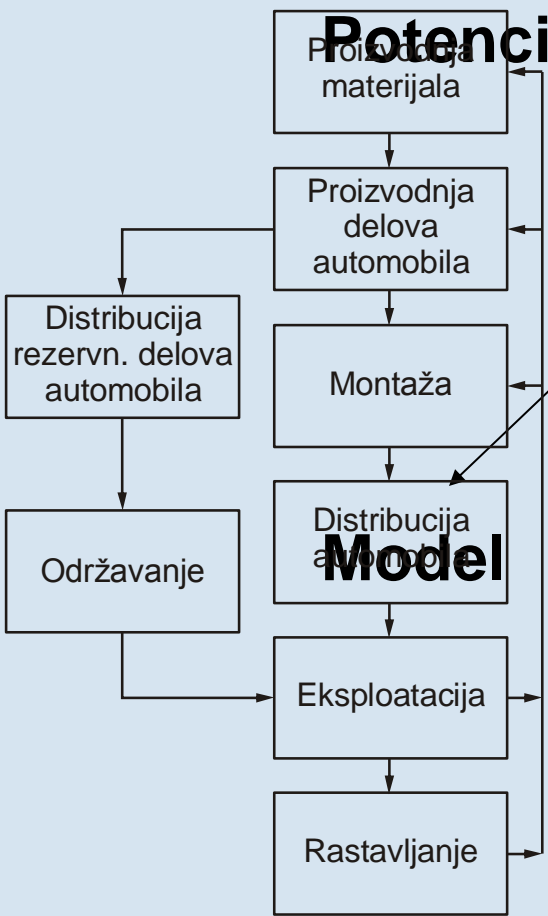 Potenci
Proizvodnja
materijala
Proizvodnja
delova
automobila
Distribucija
rezervn. delova
automobila
Montaža
Distribucija
automobila
Model
Održavanje
Eksploatacija
Rastavljanje